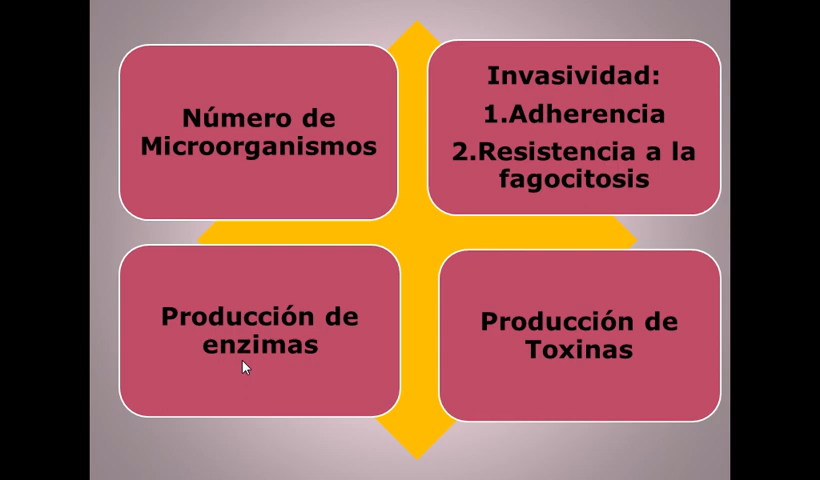 Número de
Microorganismos
Invasividad:
1.Adherencia
2.Resistencia a la
fagocitosis
Producción de
enzimas
Producción de
Toxinas